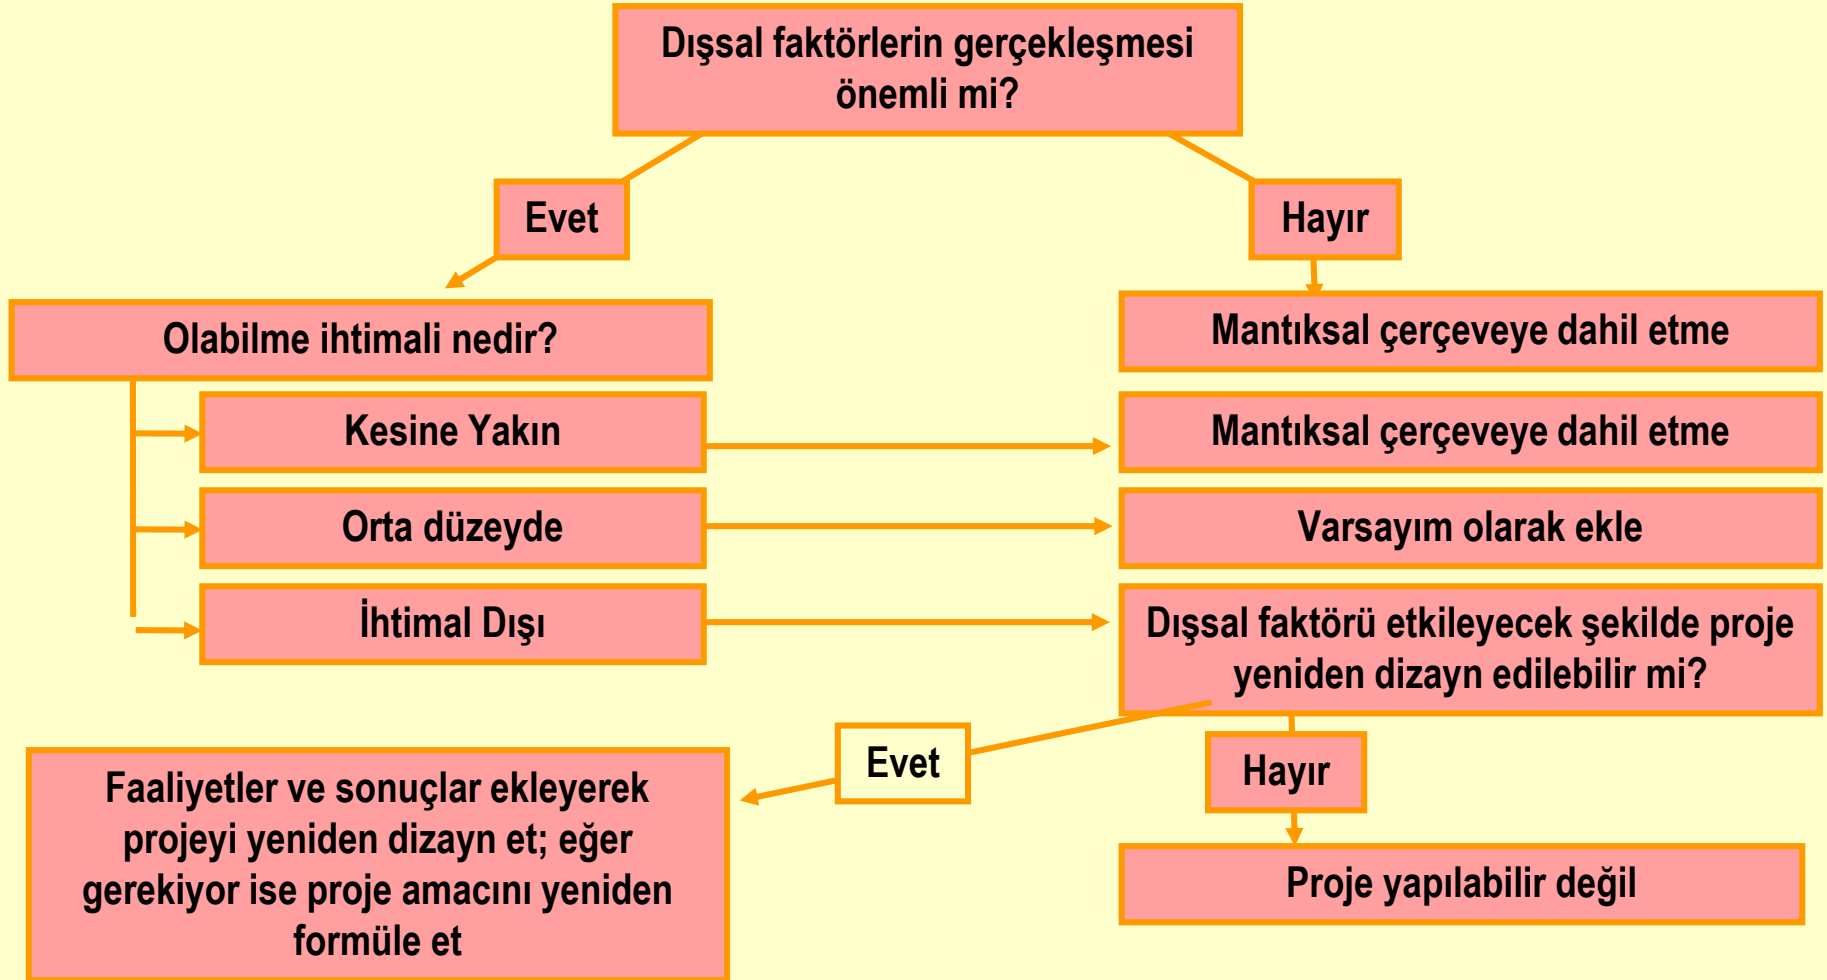 Dışsal faktörlerin gerçekleşmesi
önemli mi?
Evet
Hayır
Olabilme ihtimali nedir?
Mantıksal çerçeveye dahil etme
Kesine Yakın
Mantıksal çerçeveye dahil etme
Orta düzeyde
Varsayım olarak ekle
İhtimal Dışı
Dışsal faktörü etkileyecek şekilde proje
yeniden dizayn edilebilir mi?
Evet
Hayır
Faaliyetler ve sonuçlar ekleyerek
projeyi yeniden dizayn et; eğer
gerekiyor ise proje amacını yeniden
formüle et
Proje yapılabilir değil